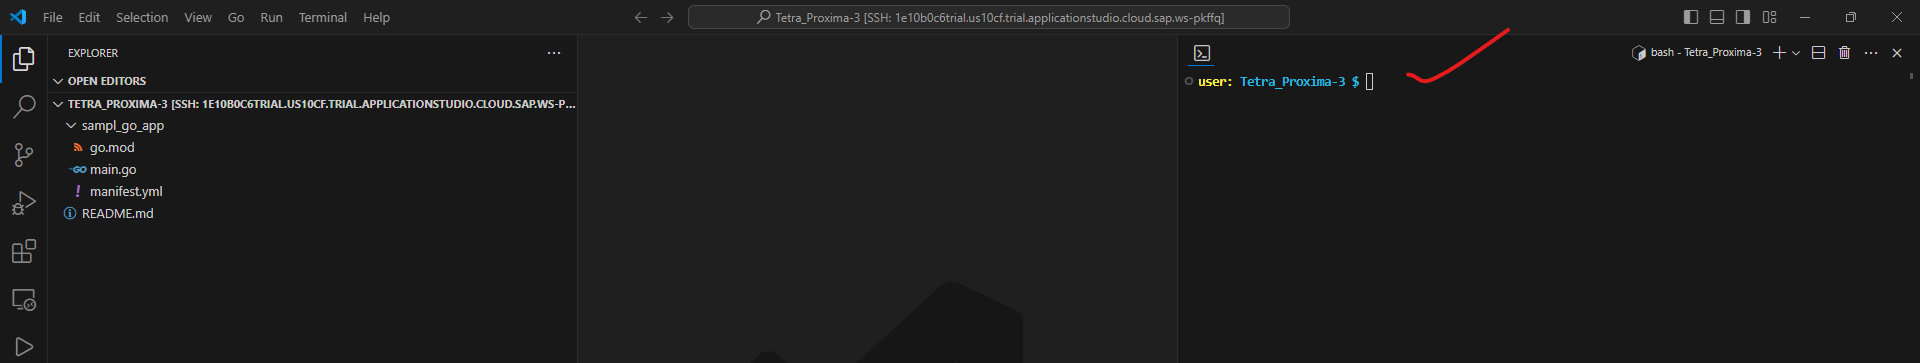 File Edit Selection View Go Run Terminal Help
Tetra_Proxima-3 [SSH: 1e10b0c6trial.us10cf.trial.applicationstudio.cloud.sap.ws-pkffq]
EXPLORER
OPEN EDITORS
TETRA_PROXIMA-3 [SSH: 1E10B0C6TRIAL.US10CF.TRIAL.APPLICATIONSTUDIO.CLOUD.SAP.WS-P...
sampl_go_app
go.mod
GO main.go
! manifest.yml
README.md
bash - Tetra_Proxima-3
user: Tetra_Proxima-3 $